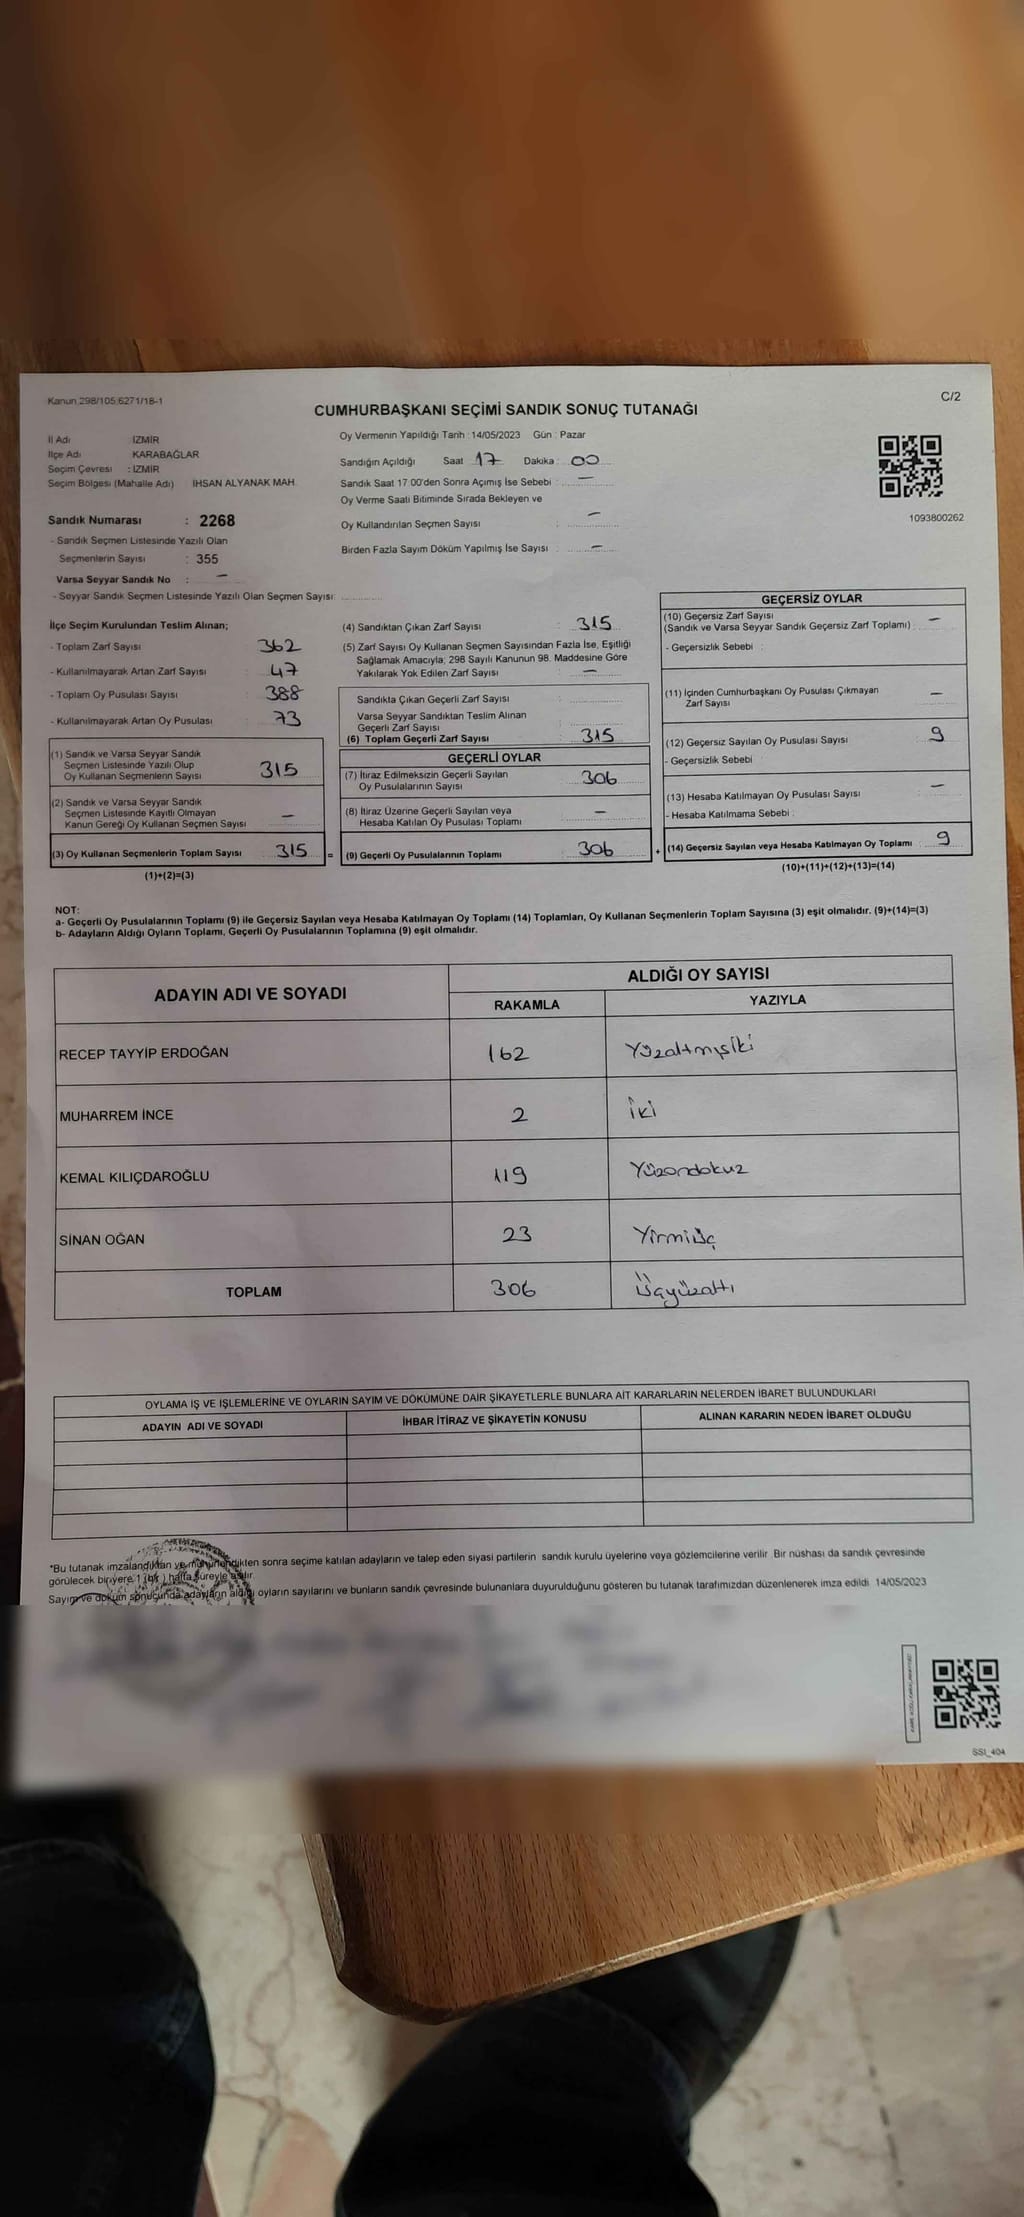 Kanun 298/105,6271/18-1
C/2
CUMHURBAŞKANI SEÇİMİ SANDIK SONUÇ TUTANAĞI
İl Adı İZMİR
İlçe Adı KARABAĞLAR
Seçim Çevresi : İZMİR
Seçim Bölgesi (Mahalle Adı) İHSAN ALYANAK MAH.
Oy Vermenin Yapıldığı Tarih : 14/05/2023 Gün : Pazar
Sandığın Açıldığı Saat 17 Dakika : 00
Sandık Saat 17 00'den Sonra Açımış İse Sebebi : —
Oy Verme Saati Bitiminde Sırada Bekleyen ve
Oy Kullandırılan Seçmen Sayısı : —
Birden Fazla Sayım Döküm Yapılmış İse Sayısı : —
1093800262
Sandık Numarası : 2268
- Sandık Seçmen Listesinde Yazılı Olan
Seçmenlerin Sayısı : 355
Varsa Seyyar Sandık No : —
- Seyyar Sandık Seçmen Listesinde Yazılı Olan Seçmen Sayısı:
İlçe Seçim Kurulundan Teslim Alınan;
- Toplam Zarf Sayısı 362
- Kullanılmayarak Artan Zarf Sayısı : 47
- Toplam Oy Pusulası Sayısı : 388
- Kullanılmayarak Artan Oy Pusulası : 73
(1) Sandık ve Varsa Seyyar Sandık
Seçmen Listesinde Yazılı Olup
Oy Kullanan Seçmenlerin Sayısı 315
(2) Sandık ve Varsa Seyyar Sandık
Seçmen Listesinde Kayıtlı Olmayan
Kanun Gereği Oy Kullanan Seçmen Sayısı —
(3) Oy Kullanan Seçmenlerin Toplam Sayısı : 315
(1)+(2)=(3)
(4) Sandıktan Çıkan Zarf Sayısı : 315
(5) Zarf Sayısı Oy Kullanan Seçmen Sayısından Fazla İse, Eşitliği
Sağlamak Amacıyla; 298 Sayılı Kanunun 98. Maddesine Göre
Yakılarak Yok Edilen Zarf Sayısı : —
Sandıkta Çıkan Geçerli Zarf Sayısı
Varsa Seyyar Sandıktan Teslim Alınan
Geçerli Zarf Sayısı
(6) Toplam Geçerli Zarf Sayısı : 315
GEÇERLİ OYLAR
(7) İtiraz Edilmeksizin Geçerli Sayılan
Oy Pusulalarının Sayısı : 306
(8) İtiraz Üzerine Geçerli Sayılan veya
Hesaba Katılan Oy Pusulası Toplamı : —
= (9) Geçerli Oy Pusulalarının Toplamı : 306
GEÇERSİZ OYLAR
(10) Geçersiz Zarf Sayısı
(Sandık ve Varsa Seyyar Sandık Geçersiz Zarf Toplamı) : —
- Geçersizlik Sebebi :
(11) İçinden Cumhurbaşkanı Oy Pusulası Çıkmayan
Zarf Sayısı : —
(12) Geçersiz Sayılan Oy Pusulası Sayısı : 9
- Geçersizlik Sebebi :
(13) Hesaba Katılmayan Oy Pusulası Sayısı : —
- Hesaba Katılmama Sebebi :
+ (14) Geçersiz Sayılan veya Hesaba Katılmayan Oy Toplamı : 9
(10)+(11)+(12)+(13)=(14)
NOT:
a- Geçerli Oy Pusulalarının Toplamı (9) ile Geçersiz Sayılan veya Hesaba Katılmayan Oy Toplamı (14) Toplamları, Oy Kullanan Seçmenlerin Toplam Sayısına (3) eşit olmalıdır. (9)+(14)=(3)
b- Adayların Aldığı Oyların Toplamı, Geçerli Oy Pusulalarının Toplamına (9) eşit olmalıdır.
ADAYIN ADI VE SOYADI
ALDIĞI OY SAYISI
RAKAMLA YAZIYLA
RECEP TAYYİP ERDOĞAN 162 Yüzaltmışiki
MUHARREM İNCE 2 İki
KEMAL KILIÇDAROĞLU 119 Yüzondokuz
SİNAN OĞAN 23 Yirmiüç
TOPLAM 306 Üçyüzaltı
OYLAMA İŞ VE İŞLEMLERİNE VE OYLARIN SAYIM VE DÖKÜMÜNE DAİR ŞİKAYETLERLE BUNLARA AİT KARARLARIN NELERDEN İBARET BULUNDUKLARI
ADAYIN ADI VE SOYADI İHBAR İTİRAZ VE ŞİKAYETİN KONUSU ALINAN KARARIN NEDEN İBARET OLDUĞU
*Bu tutanak imzalandıktan ve mühürlendikten sonra seçime katılan adayların ve talep eden siyasi partilerin sandık kurulu üyelerine veya gözlemcilerine verilir. Bir nüshası da sandık çevresinde
görülecek bir yere 1 (bir) hafta süreyle asılır.
Sayım ve döküm sonucunda adayların aldığı oyların sayılarını ve bunların sandık çevresinde bulunanlara duyurulduğunu gösteren bu tutanak tarafımızdan düzenlenerek imza edildi 14/05/2023
SSI_404